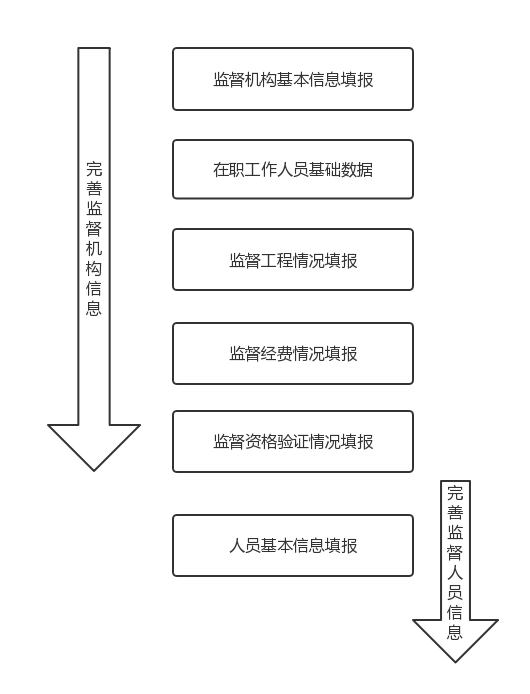 完善监督机构信息
监督机构基本信息填报
在职工作人员基础数据
监督工程情况填报
监督经费情况填报
监督资格验证情况填报
人员基本信息填报
完善监督人员信息